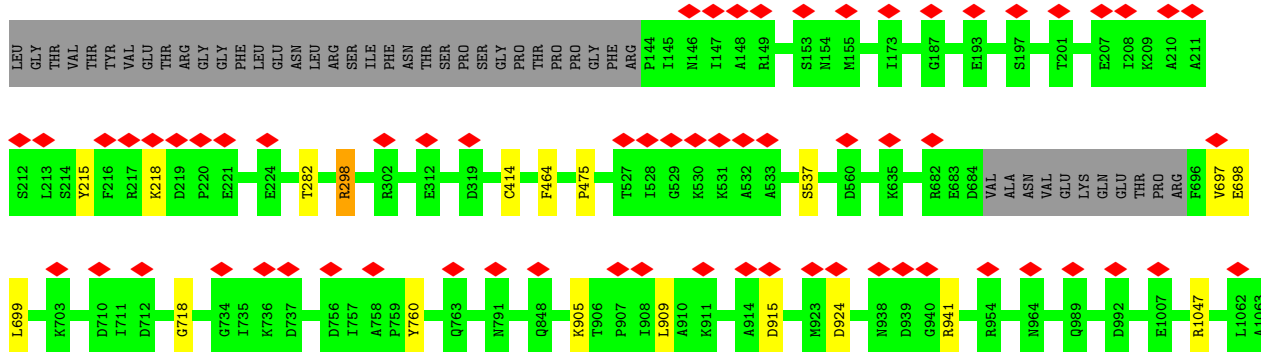 LEU GLY THR VAL THR TYR VAL GLU THR ARG GLY GLY PHE LEU GLU ASN LEU ARG SER ILE PHE ASN THR SER PRO SER GLY PRO THR PRO PRO GLY PHE ARG P144 I145 N146 I147 A148 R149 S153 N154 M155 I173 G187 E193 S197 T201 E207 I208 K209 A210 A211
S212 L213 S214 Y215 F216 R217 K218 D219 P220 E221 E224 T282 R298 R302 E312 D319 C414 F464 P475 T527 I528 G529 K530 K531 A532 A533 S537 D560 K635 R682 E683 D684 VAL ALA ASN VAL GLU LYS GLN GLU THR PRO ARG F696 V697 E698
L699 K703 D710 I711 D712 G718 G734 I735 K736 D737 D756 I757 A758 P759 Y760 Q763 N791 Q848 K905 T906 P907 I908 L909 A910 K911 A914 D915 M923 D924 N938 D939 G940 R941 R954 N964 Q989 D992 E1007 R1047 L1062 A1063